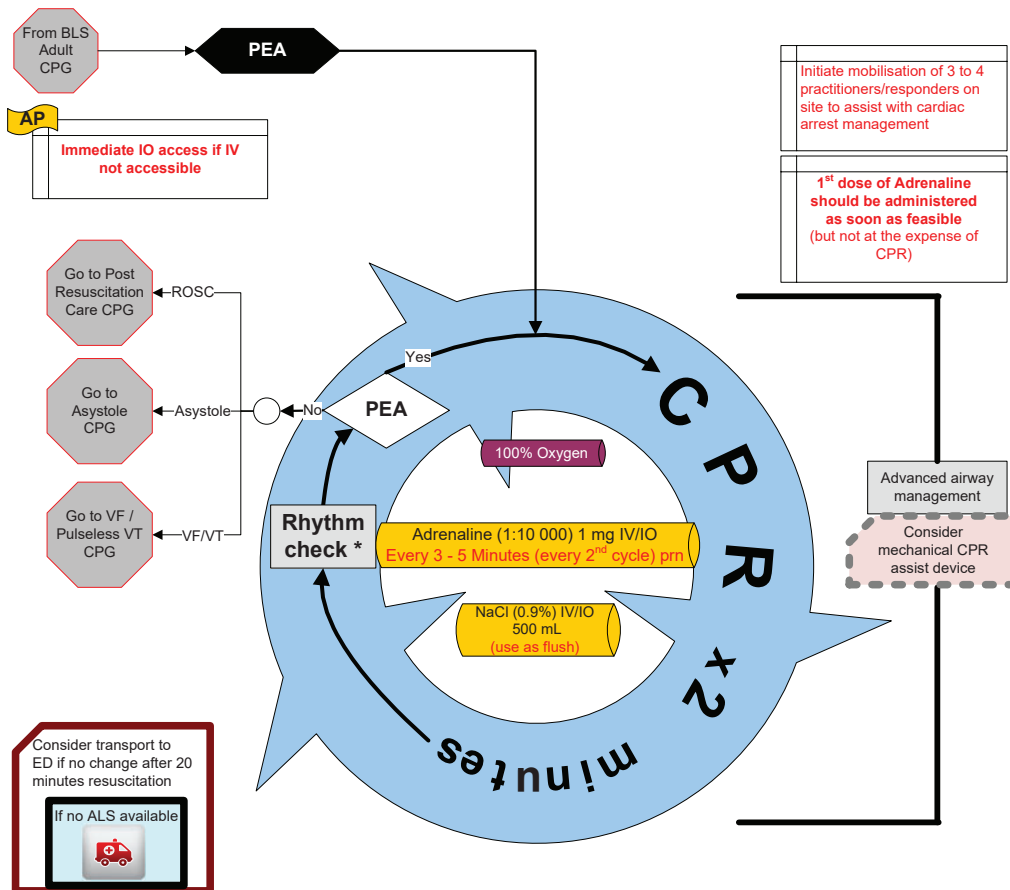 From BLS
Adult
CPG
PEA
AP
Immediate IO access if IV
not accessible
Initiate mobilisation of 3 to 4
practitioners/responders on
site to assist with cardiac
arrest management
1st dose of Adrenaline
should be administered
as soon as feasible
(but not at the expense of
CPR)
Go to Post
Resuscitation
Care CPG
ROSC
Go to
Asystole
CPG
Asystole
Go to VF /
Pulseless VT
CPG
VF/VT
No
PEA
Yes
CPR x2 minutes
100% Oxygen
Rhythm
check *
Adrenaline (1:10 000) 1 mg IV/IO
Every 3 - 5 Minutes (every 2nd cycle) prn
NaCl (0.9%) IV/IO
500 mL
(use as flush)
Advanced airway
management
Consider
mechanical CPR
assist device
Consider transport to
ED if no change after 20
minutes resuscitation
If no ALS available